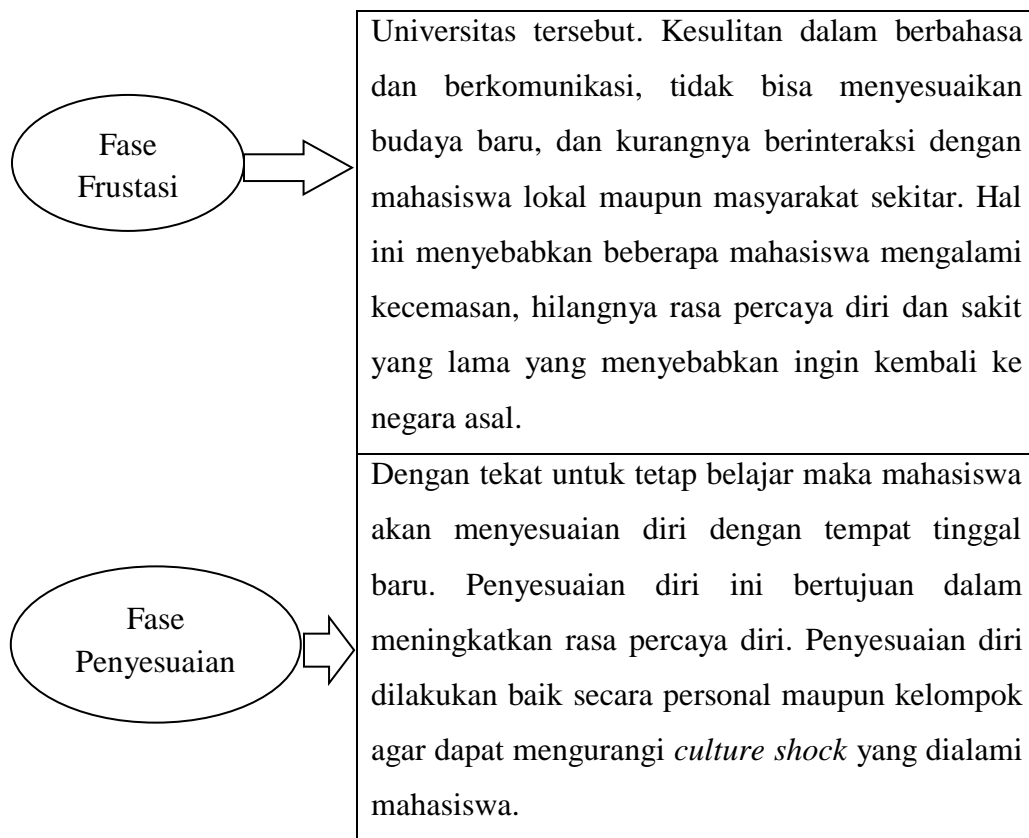 Fase
Frustasi
Universitas tersebut. Kesulitan dalam berbahasa
dan berkomunikasi, tidak bisa menyesuaikan
budaya baru, dan kurangnya berinteraksi dengan
mahasiswa lokal maupun masyarakat sekitar. Hal
ini menyebabkan beberapa mahasiswa mengalami
kecemasan, hilangnya rasa percaya diri dan sakit
yang lama yang menyebabkan ingin kembali ke
negara asal.
Fase
Penyesuaian
Dengan tekat untuk tetap belajar maka mahasiswa
akan menyesuaian diri dengan tempat tinggal
baru. Penyesuaian diri ini bertujuan dalam
meningkatkan rasa percaya diri. Penyesuaian diri
dilakukan baik secara personal maupun kelompok
agar dapat mengurangi culture shock yang dialami
mahasiswa.